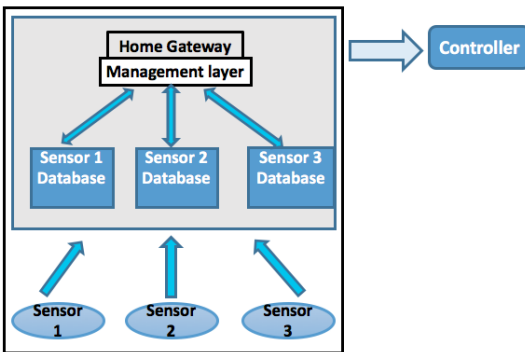 Home Gateway
Controller
Management layer
Sensor 1
Database
Sensor 2
Database
Sensor 3
Database
Sensor
1
Sensor
2
Sensor
3